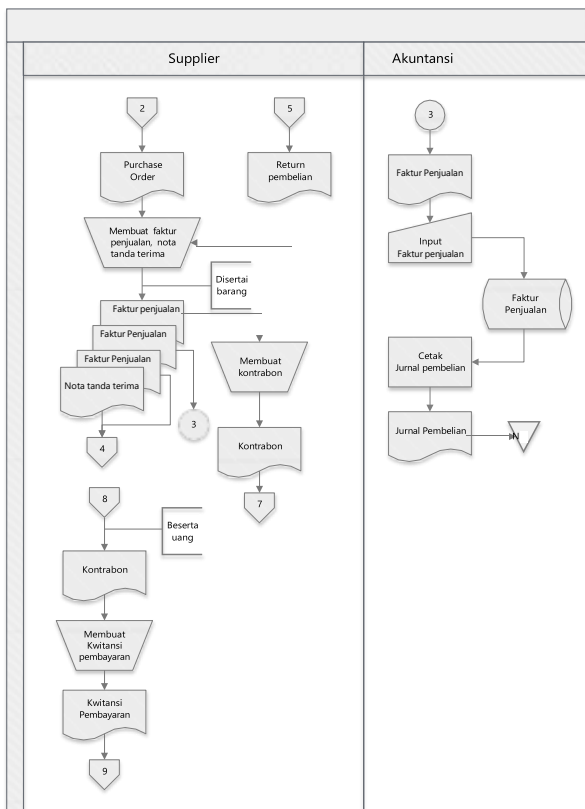 Supplier
Akuntansi
2
Purchase
Order
Membuat faktur
penjualan, nota
tanda terima
Disertai
barang
Faktur penjualan
Faktur Penjualan
Faktur Penjualan
Nota tanda terima
3
4
5
Return
pembelian
Membuat
kontrabon
Kontrabon
7
8
Beserta
uang
Kontrabon
Membuat
Kwitansi
pembayaran
Kwitansi
Pembayaran
9
3
Faktur Penjualan
Input
Faktur penjualan
Faktur
Penjualan
Cetak
Jurnal pembelian
Jurnal Pembelian
N